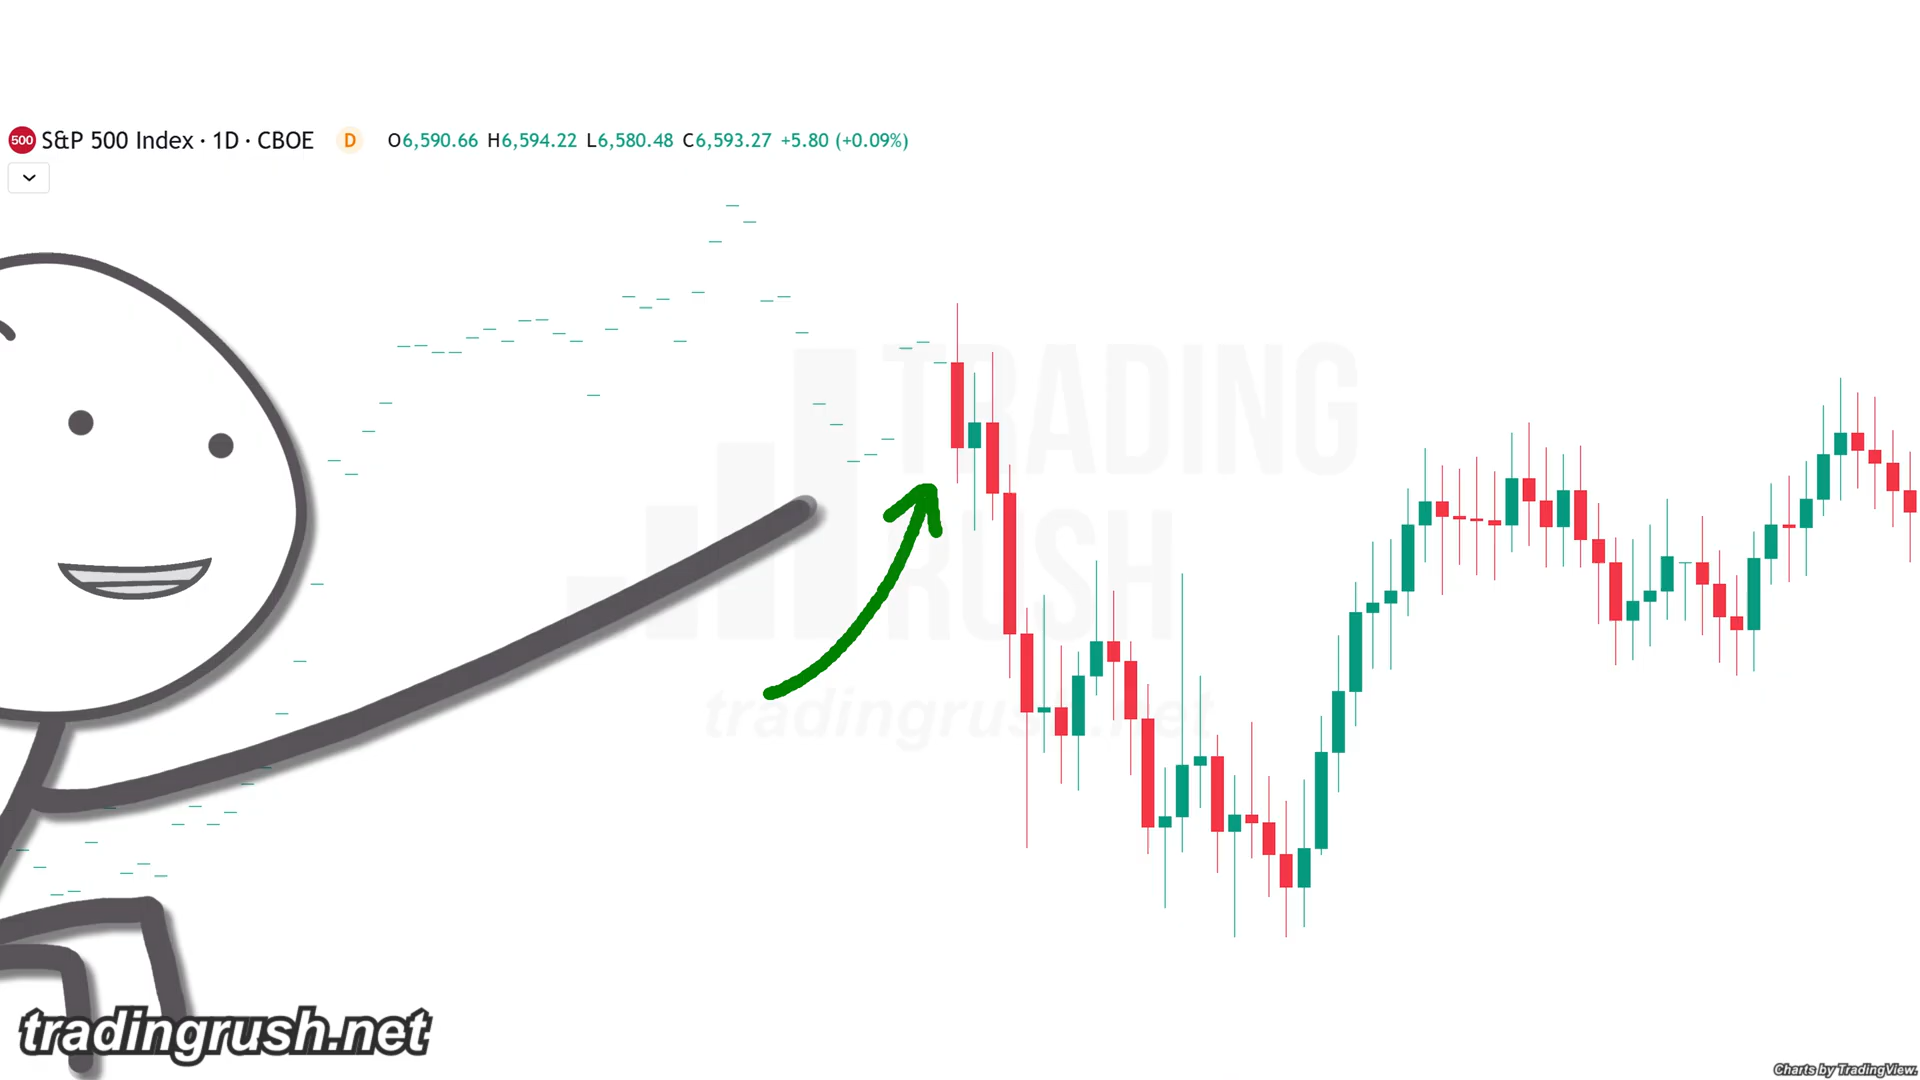 500 S&P 500 Index · 1D · CBOE D O6,590.66 H6,594.22 L6,580.48 C6,593.27 +5.80 (+0.09%)
TRADING
RUSH
tradingrush.net
tradingrush.net
Charts by TradingView.